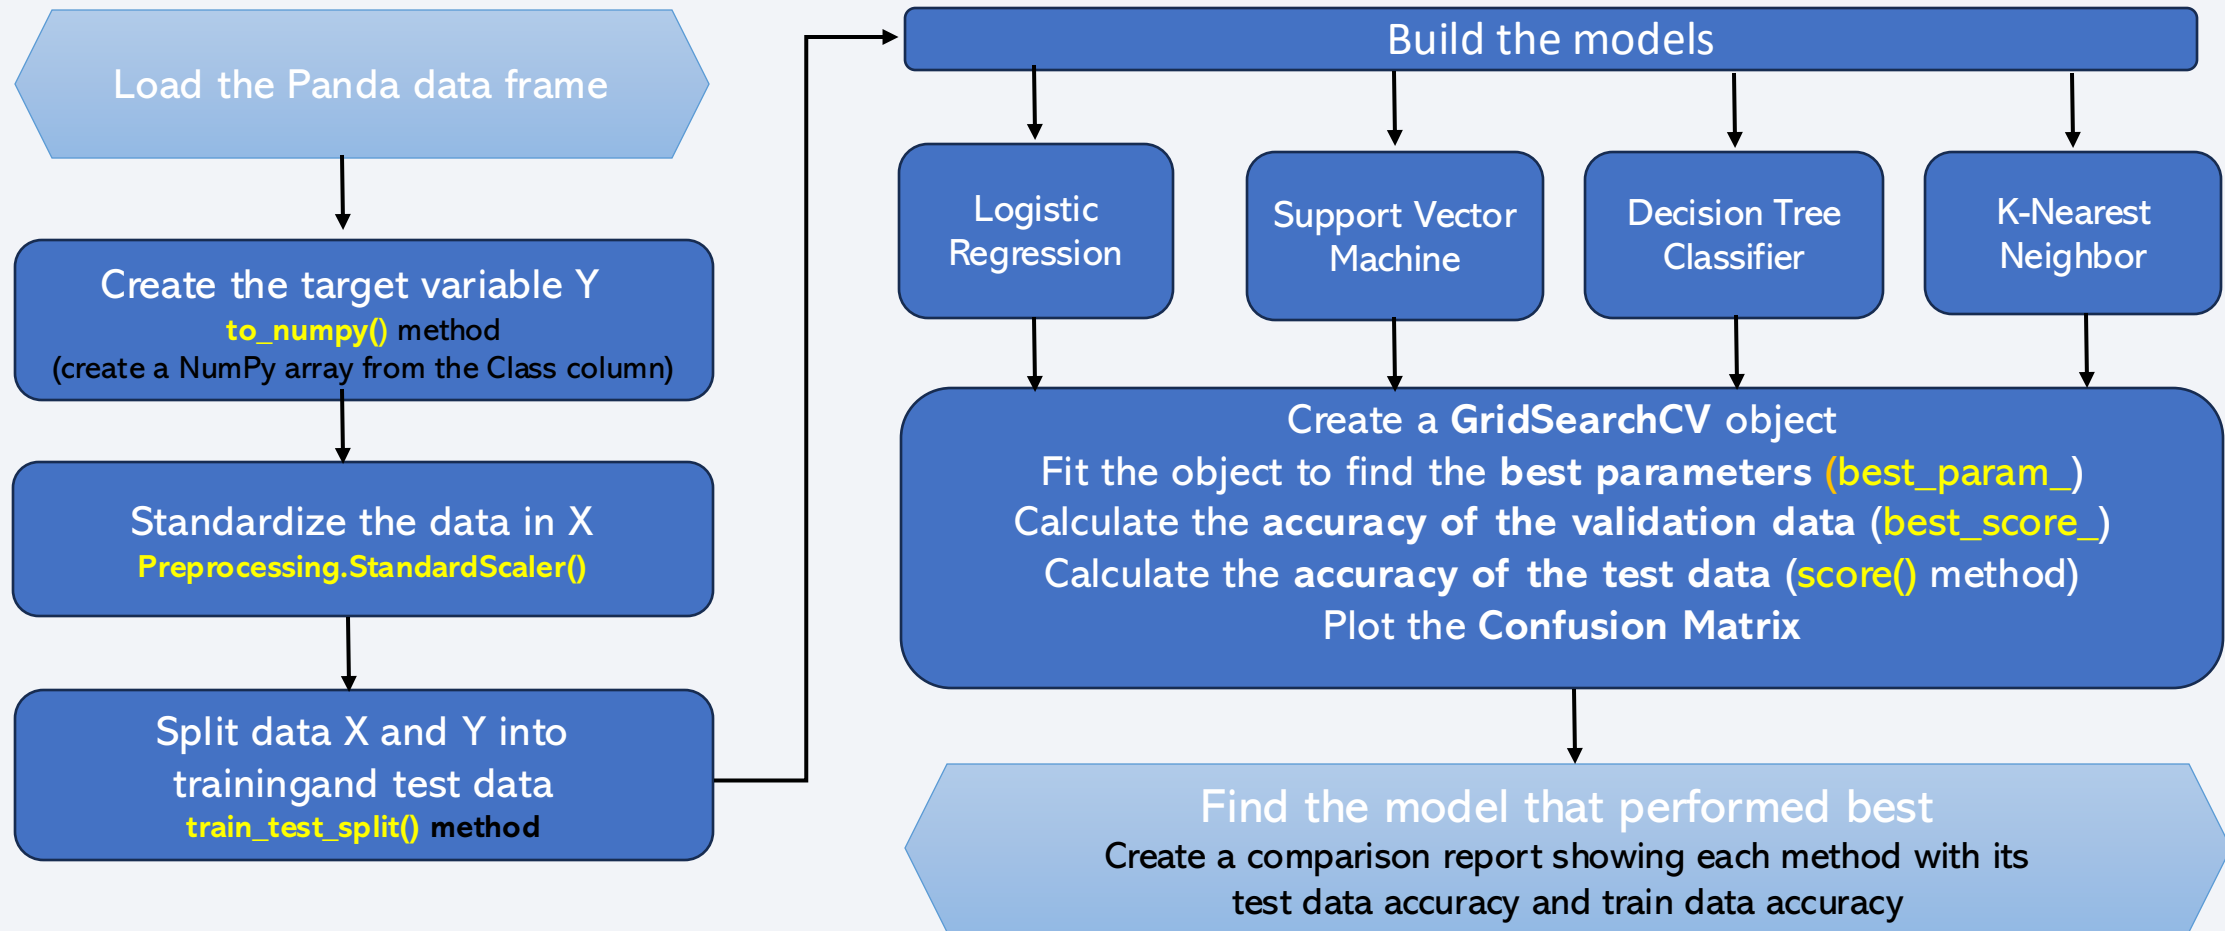 Load the Panda data frame
Create the target variable Y
to_numpy() method
(create a NumPy array from the Class column)
Standardize the data in X
Preprocessing.StandardScaler()
Split data X and Y into
trainingand test data
train_test_split() method
Build the models
Logistic
Regression
Support Vector
Machine
Decision Tree
Classifier
K-Nearest
Neighbor
Create a GridSearchCV object
Fit the object to find the best parameters (best_param_)
Calculate the accuracy of the validation data (best_score_)
Calculate the accuracy of the test data (score() method)
Plot the Confusion Matrix
Find the model that performed best
Create a comparison report showing each method with its
test data accuracy and train data accuracy